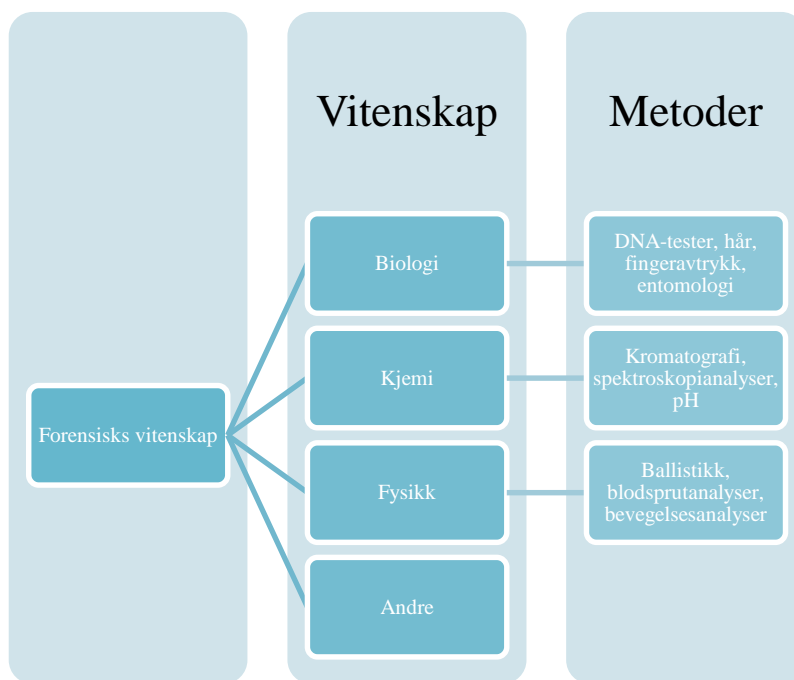 Vitenskap
Metoder
Forensisks vitenskap
Biologi
DNA-tester, hår,
fingeravtrykk,
entomologi
Kjemi
Kromatografi,
spektroskopianalyser,
pH
Fysikk
Ballistikk,
blodsprutanalyser,
bevegelsesanalyser
Andre